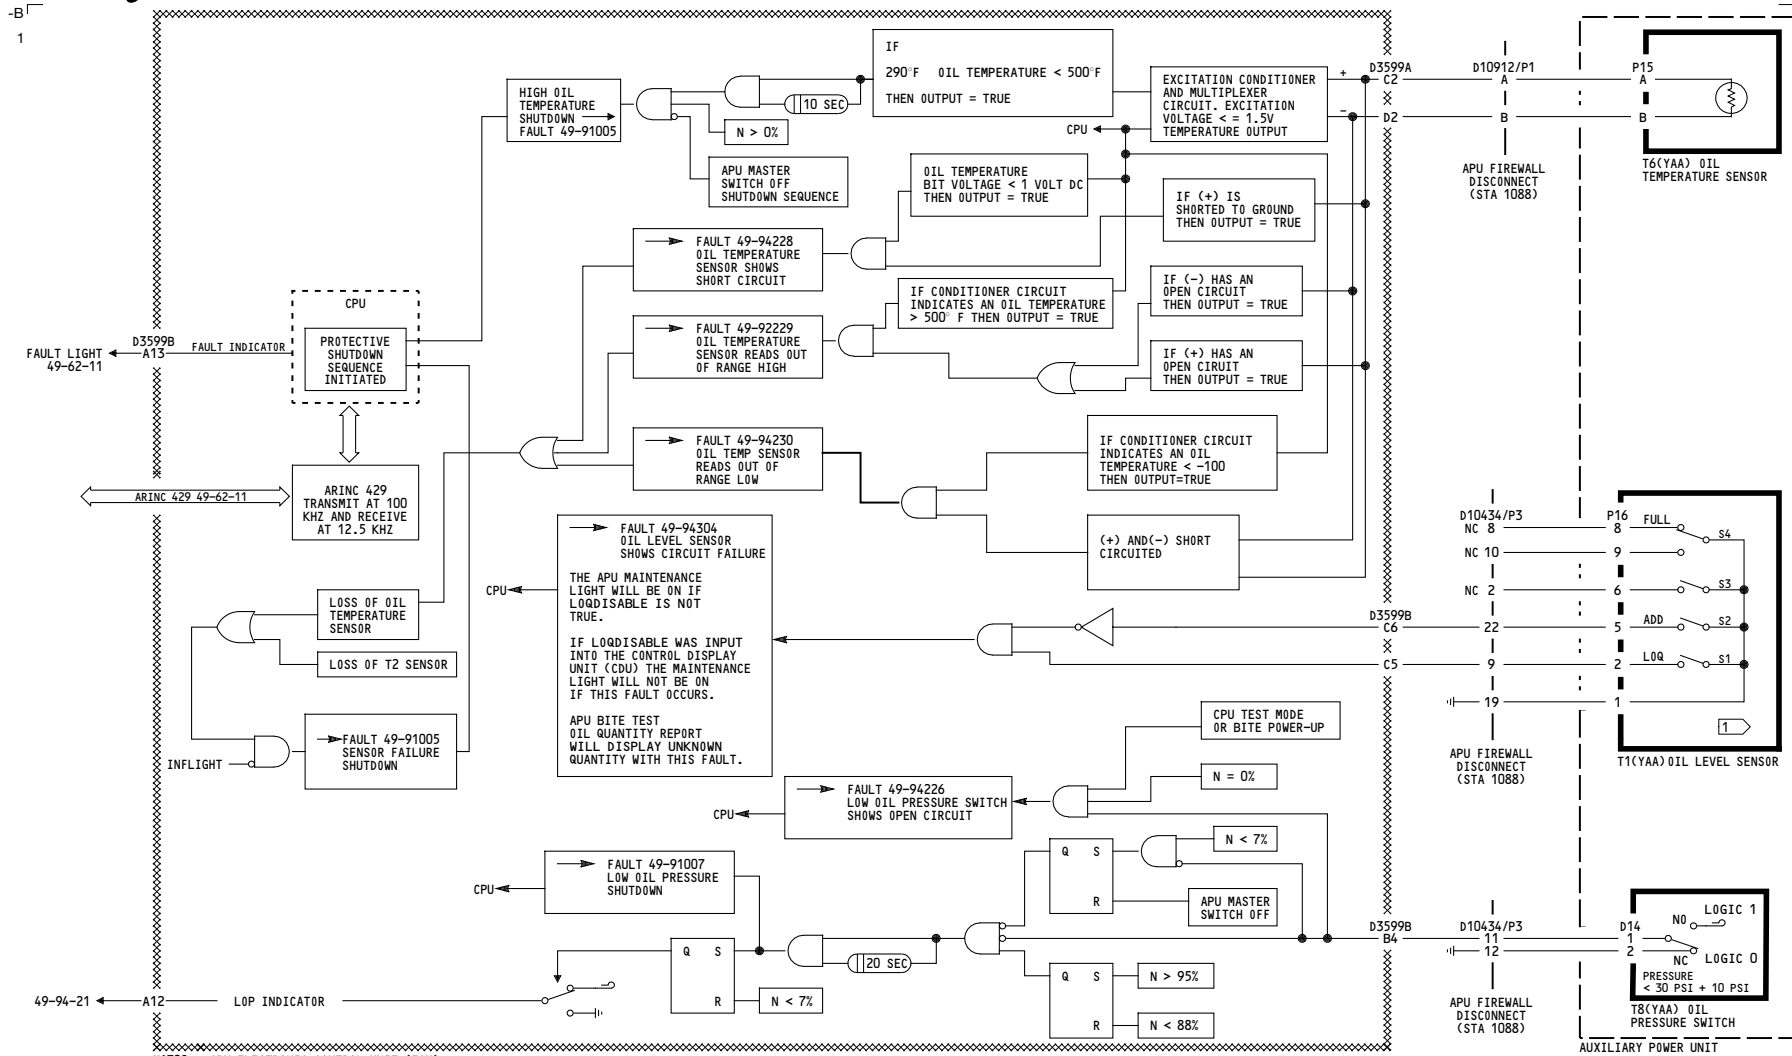 -B
1
IF
290°F OIL TEMPERATURE < 500°F
THEN OUTPUT = TRUE
HIGH OIL
TEMPERATURE
SHUTDOWN
FAULT 49-91005
10 SEC
N > 0%
APU MASTER
SWITCH OFF
SHUTDOWN SEQUENCE
EXCITATION CONDITIONER
AND MULTIPLEXER
CIRCUIT. EXCITATION
VOLTAGE < = 1.5V
TEMPERATURE OUTPUT
CPU
+
-
D3599A
C2
D2
D10912/P1
A
B
APU FIREWALL
DISCONNECT
(STA 1088)
P15
A
B
T6(YAA) OIL
TEMPERATURE SENSOR
OIL TEMPERATURE
BIT VOLTAGE < 1 VOLT DC
THEN OUTPUT = TRUE
IF (+) IS
SHORTED TO GROUND
THEN OUTPUT = TRUE
FAULT 49-94228
OIL TEMPERATURE
SENSOR SHOWS
SHORT CIRCUIT
IF CONDITIONER CIRCUIT
INDICATES AN OIL TEMPERATURE
> 500° F THEN OUTPUT = TRUE
IF (-) HAS AN
OPEN CIRCUIT
THEN OUTPUT = TRUE
FAULT 49-92229
OIL TEMPERATURE
SENSOR READS OUT
OF RANGE HIGH
IF (+) HAS AN
OPEN CIRUIT
THEN OUTPUT = TRUE
CPU
PROTECTIVE
SHUTDOWN
SEQUENCE
INITIATED
FAULT LIGHT
49-62-11
D3599B
A13
FAULT INDICATOR
FAULT 49-94230
OIL TEMP SENSOR
READS OUT OF
RANGE LOW
IF CONDITIONER CIRCUIT
INDICATES AN OIL
TEMPERATURE < -100
THEN OUTPUT=TRUE
ARINC 429 49-62-11
ARINC 429
TRANSMIT AT 100
KHZ AND RECEIVE
AT 12.5 KHZ
(+) AND(-) SHORT
CIRCUITED
FAULT 49-94304
OIL LEVEL SENSOR
SHOWS CIRCUIT FAILURE
THE APU MAINTENANCE
LIGHT WILL BE ON IF
LOQDISABLE IS NOT
TRUE.
IF LOQDISABLE WAS INPUT
INTO THE CONTROL DISPLAY
UNIT (CDU) THE MAINTENANCE
LIGHT WILL NOT BE ON
IF THIS FAULT OCCURS.
APU BITE TEST
OIL QUANTITY REPORT
WILL DISPLAY UNKNOWN
QUANTITY WITH THIS FAULT.
CPU
LOSS OF OIL
TEMPERATURE
SENSOR
LOSS OF T2 SENSOR
FAULT 49-91005
SENSOR FAILURE
SHUTDOWN
INFLIGHT
D3599B
C6
C5
D10434/P3
NC 8
NC 10
NC 2
22
9
19
APU FIREWALL
DISCONNECT
(STA 1088)
P16
8 FULL
9
S4
6
S3
5 ADD
S2
2 LOQ
S1
1
1
T1(YAA) OIL LEVEL SENSOR
CPU TEST MODE
OR BITE POWER-UP
N = 0%
FAULT 49-94226
LOW OIL PRESSURE SWITCH
SHOWS OPEN CIRCUIT
CPU
FAULT 49-91007
LOW OIL PRESSURE
SHUTDOWN
CPU
Q S
R
N < 7%
APU MASTER
SWITCH OFF
D3599B
B4
D10434/P3
11
12
APU FIREWALL
DISCONNECT
(STA 1088)
D14
1
2
NO
LOGIC 1
NC
LOGIC 0
PRESSURE
< 30 PSI + 10 PSI
T8(YAA) OIL
PRESSURE SWITCH
AUXILIARY POWER UNIT
Q S
R
N < 7%
20 SEC
Q S
R
N > 95%
N < 88%
49-94-21
A12
LOP INDICATOR